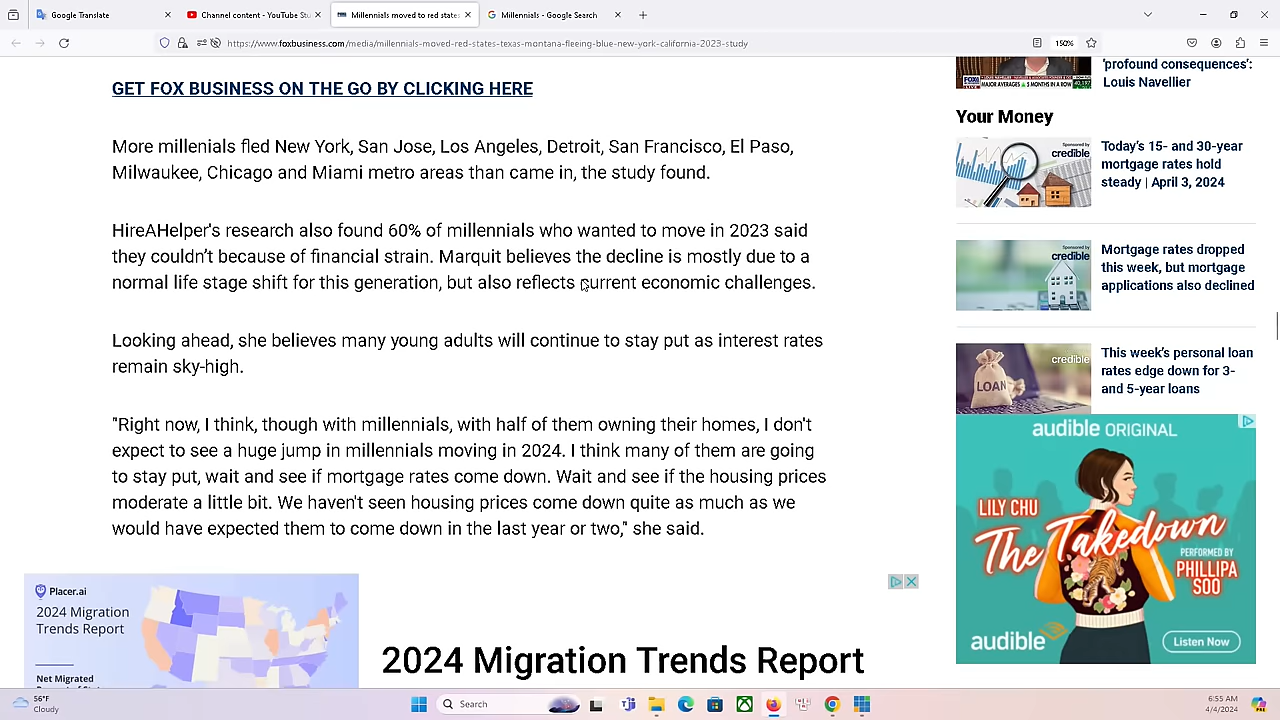 Google Translate
Channel content - YouTube Stu
Millennials moved to red states
Millennials - Google Search
https://www.foxbusiness.com/media/millennials-moved-red-states-texas-montana-fleeing-blue-new-york-california-2023-study
150%
GET FOX BUSINESS ON THE GO BY CLICKING HERE
More millenials fled New York, San Jose, Los Angeles, Detroit, San Francisco, El Paso,
Milwaukee, Chicago and Miami metro areas than came in, the study found.
HireAHelper's research also found 60% of millennials who wanted to move in 2023 said
they couldn't because of financial strain. Marquit believes the decline is mostly due to a
normal life stage shift for this generation, but also reflects current economic challenges.
Looking ahead, she believes many young adults will continue to stay put as interest rates
remain sky-high.
"Right now, I think, though with millennials, with half of them owning their homes, I don't
expect to see a huge jump in millennials moving in 2024. I think many of them are going
to stay put, wait and see if mortgage rates come down. Wait and see if the housing prices
moderate a little bit. We haven't seen housing prices come down quite as much as we
would have expected them to come down in the last year or two," she said.
Placer.ai
2024 Migration
Trends Report
Net Migrated
2024 Migration Trends Report
'profound consequences':
Louis Navellier
MAJOR AVERAGES
5 MONTHS IN A ROW
Your Money
Sponsored by
credible
Today's 15- and 30-year
mortgage rates hold
steady | April 3, 2024
Sponsored by
credible
Mortgage rates dropped
this week, but mortgage
applications also declined
credible
LOAN
This week's personal loan
rates edge down for 3-
and 5-year loans
audible ORIGINAL
LILY CHU
The Takedown
PERFORMED BY
PHILLIPA
SOO
audible
Listen Now
56°F
Cloudy
Search
6:55 AM
4/4/2024